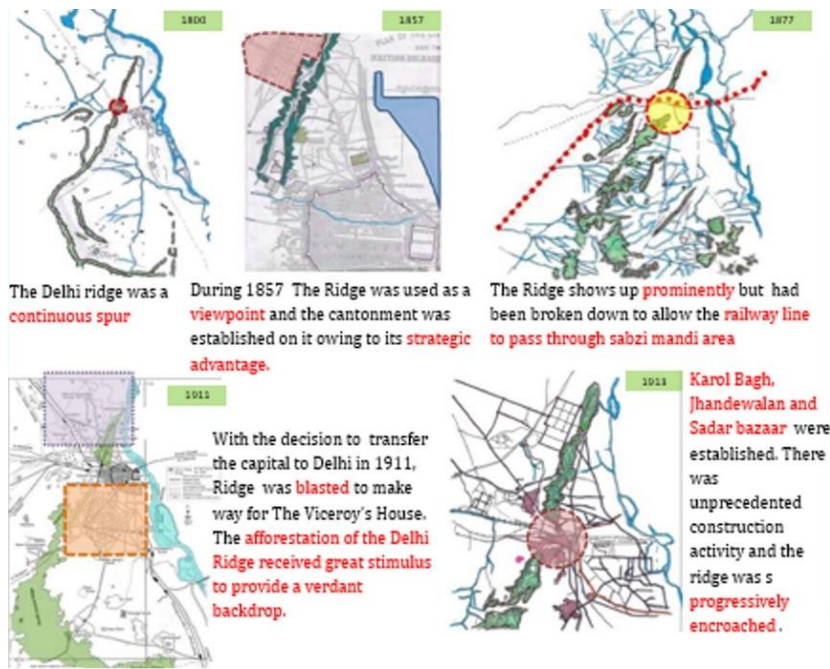 1800
1857
1877
The Delhi ridge was a
continuous spur
During 1857 The Ridge was used as a
viewpoint and the cantonment was
established on it owing to its strategic
advantage.
The Ridge shows up prominently but had
been broken down to allow the railway line
to pass through sabzi mandi area
1911
With the decision to transfer
the capital to Delhi in 1911,
Ridge was blasted to make
way for The Viceroy's House.
The afforestation of the Delhi
Ridge received great stimulus
to provide a verdant
backdrop.
Karol Bagh,
Jhandewalan and
Sadar bazaar were
established. There
was
unprecedented
construction
activity and the
ridge was s
progressively
encroached .